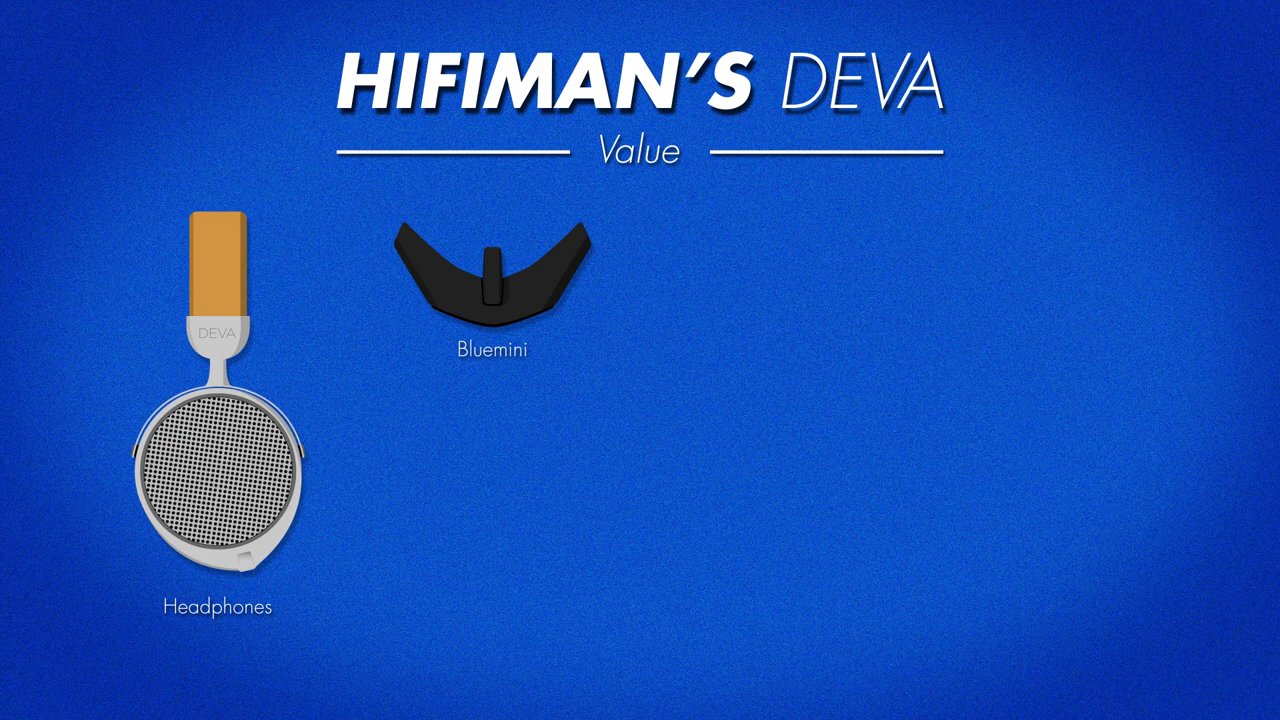 HIFIMAN'S DEVA
Value
DEVA
Bluemini
Headphones